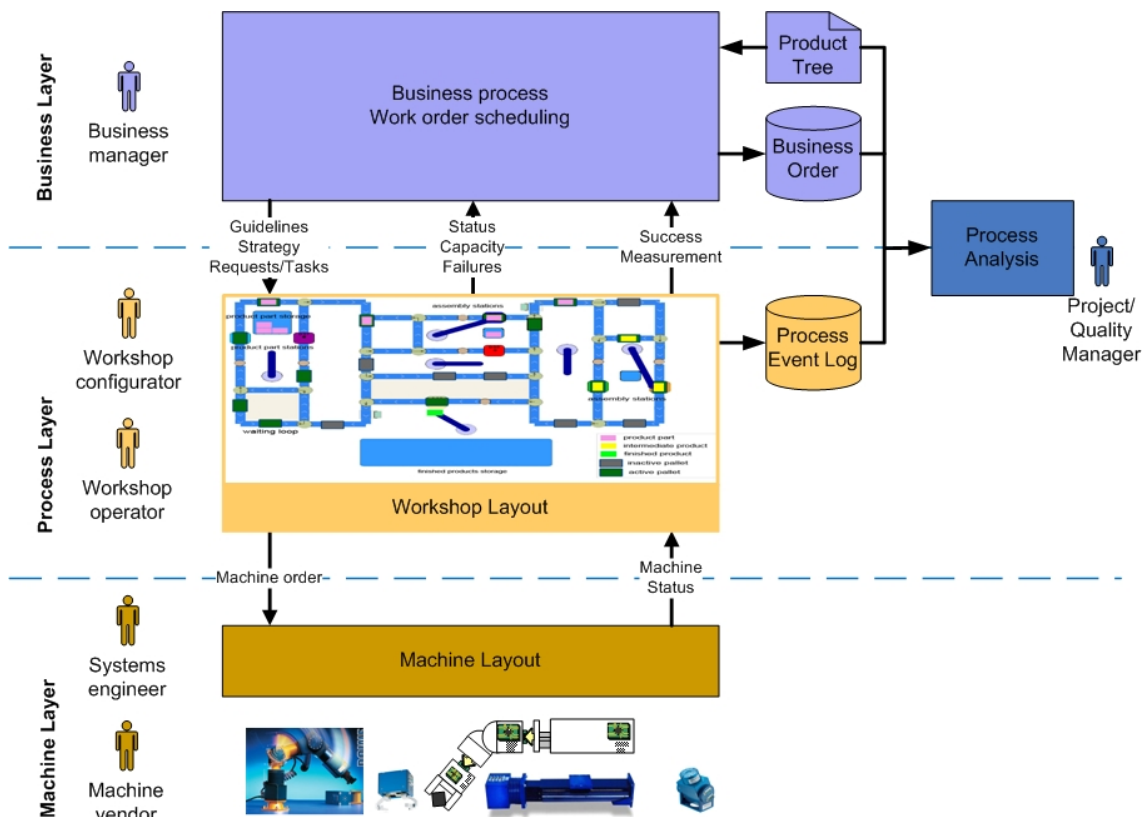 Business Layer
Business
manager
Business process
Work order scheduling
Product
Tree
Business
Order
Guidelines
Strategy
Requests/Tasks
Status
Capacity
Failures
Success
Measurement
Process
Analysis
Project/
Quality
Manager
Process Layer
Workshop
configurator
Workshop
operator
product part storage
product part stations
waiting loop
assembly stations
assembly stations
finished products storage
product part
intermediate product
finished product
inactive pallet
active pallet
Workshop Layout
Process
Event Log
Machine order
Machine
Status
Machine Layer
Systems
engineer
Machine Layout
Machine
vendor